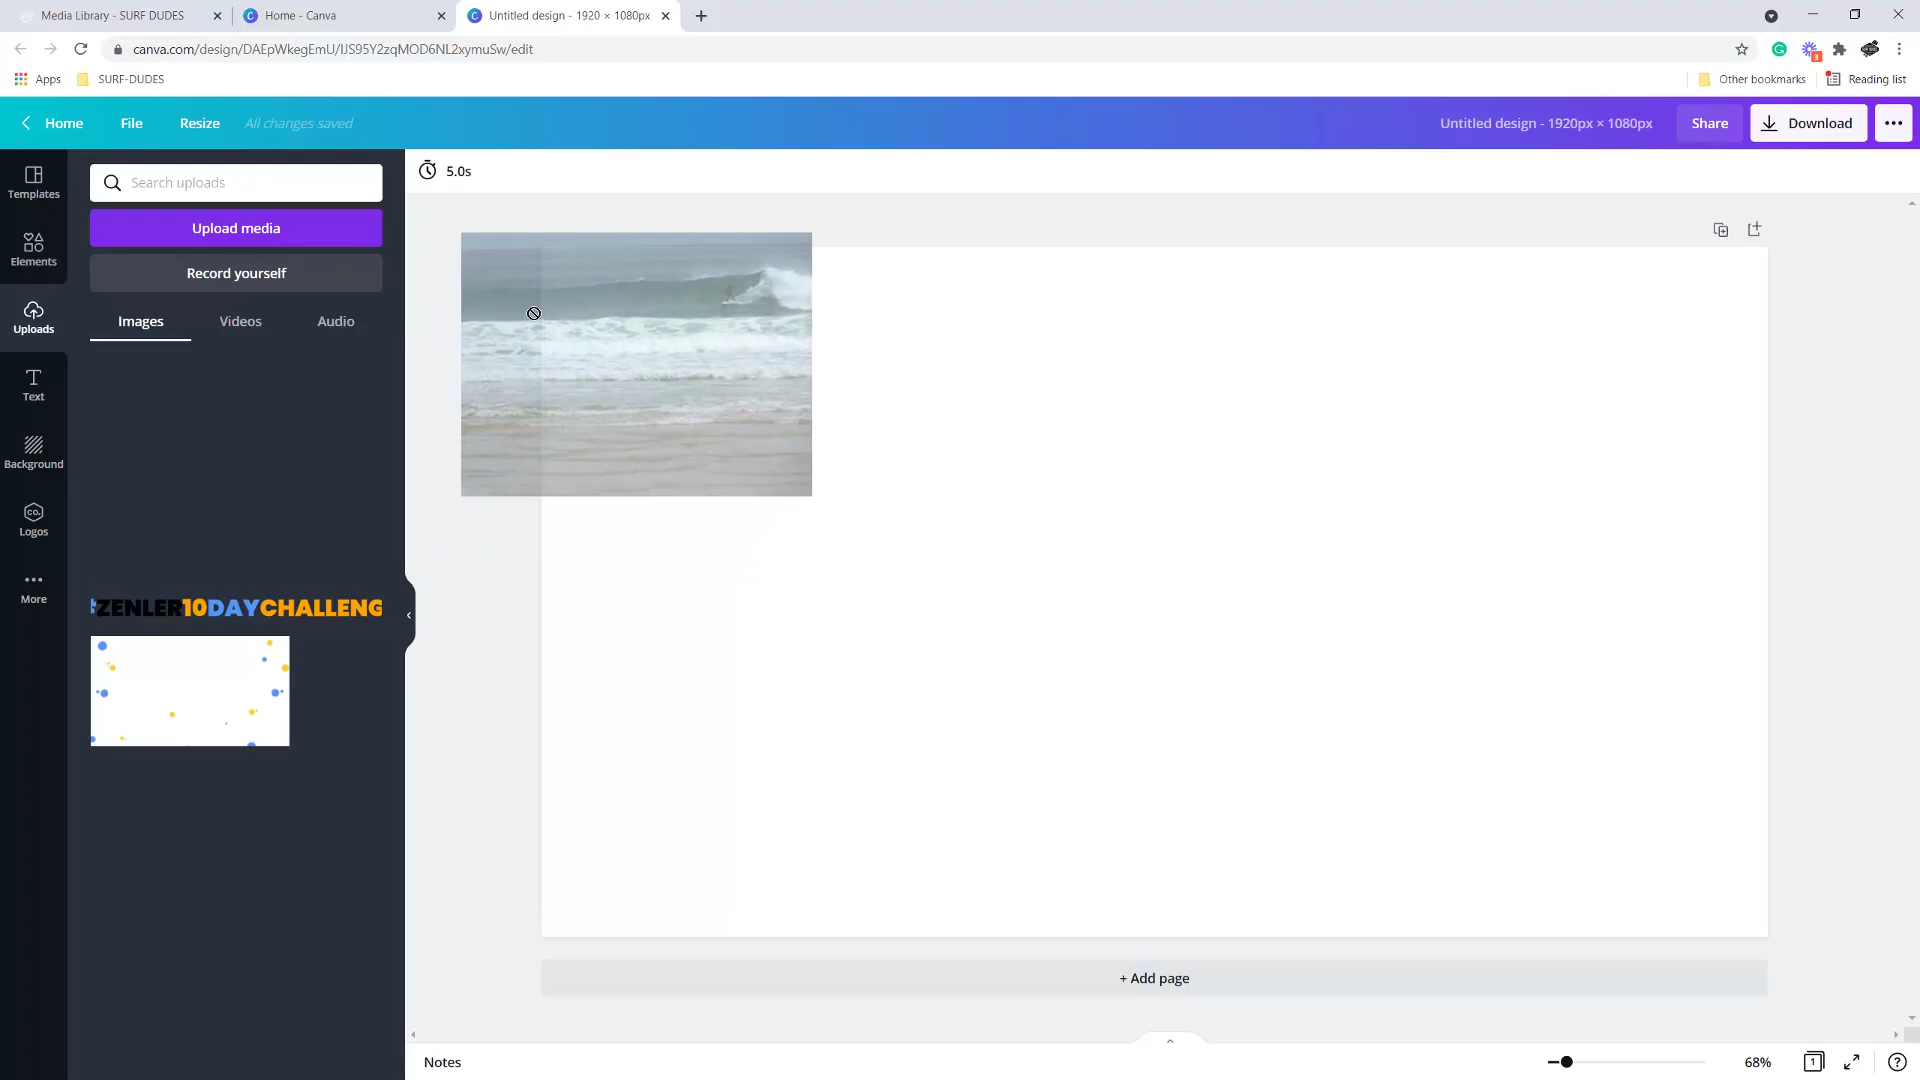 Media Library - SURF DUDES
Home - Canva
Untitled design - 1920 × 1080px
canva.com/design/DAEpWkegEmU/IJS95Y2zqMOD6NL2xymuSw/edit
3
Apps
SURF-DUDES
Other bookmarks
Reading list
Home
File
Resize
All changes saved
Untitled design - 1920px × 1080px
Share
Download
Templates
Elements
Uploads
Text
Background
CO.
Logos
More
Search uploads
Upload media
Record yourself
Images
Videos
Audio
ZENLER10DAYCHALLENG
5.0s
+ Add page
Notes
68%
1